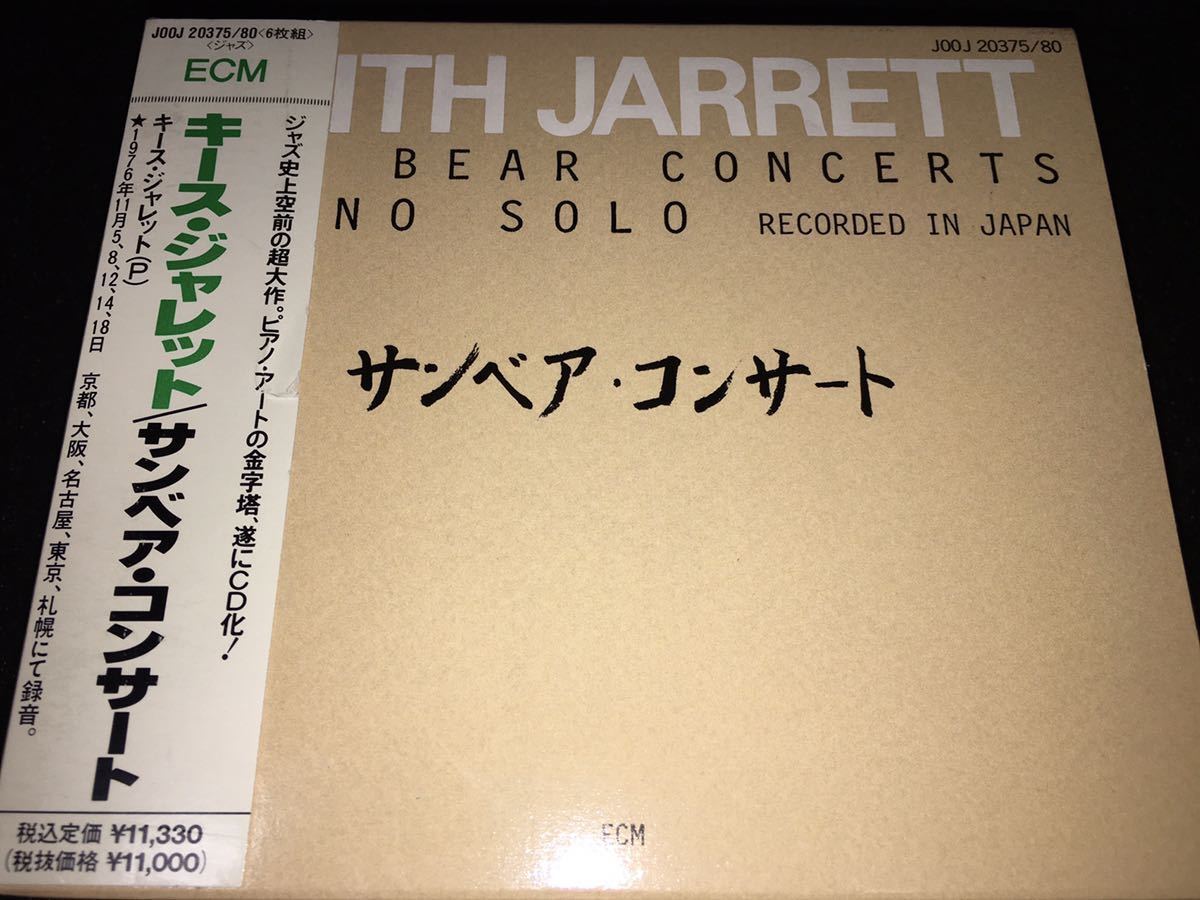 J00J 20375/80<6枚組>
<ジャズ>
ECM
ジャズ史上空前の超大作。ピアノ・アートの金字塔、遂にCD化!
キース・ジャレット/サンベア・コンサート
キース・ジャレット(P)
★1976年11月5、8、12、14、18日 京都、大阪、名古屋、東京、札幌にて録音。
税込定価 ¥11,330
(税抜価格 ¥11,000)
J00J 20375/80
ITH JARRETT
BEAR CONCERTS
NO SOLO RECORDED IN JAPAN
サンベア・コンサート
ECM